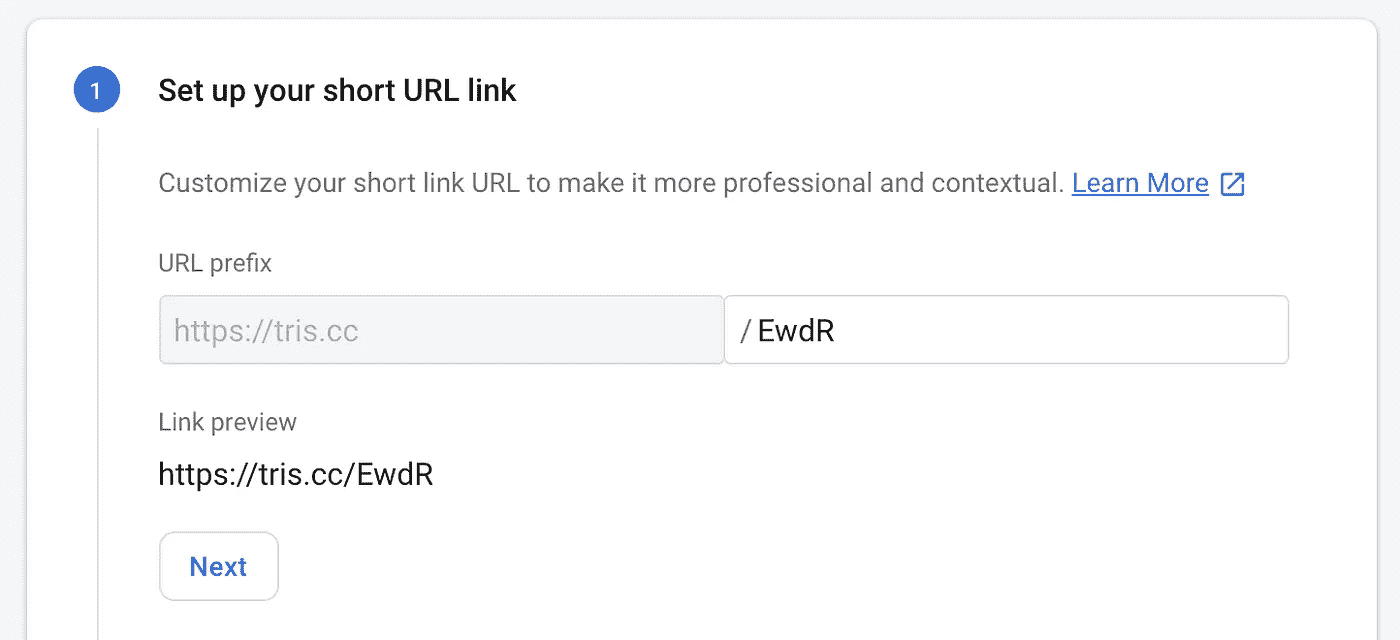 1
Set up your short URL link
Customize your short link URL to make it more professional and contextual. Learn More
URL prefix
https://tris.cc
/ EwdR
Link preview
https://tris.cc/EwdR
Next